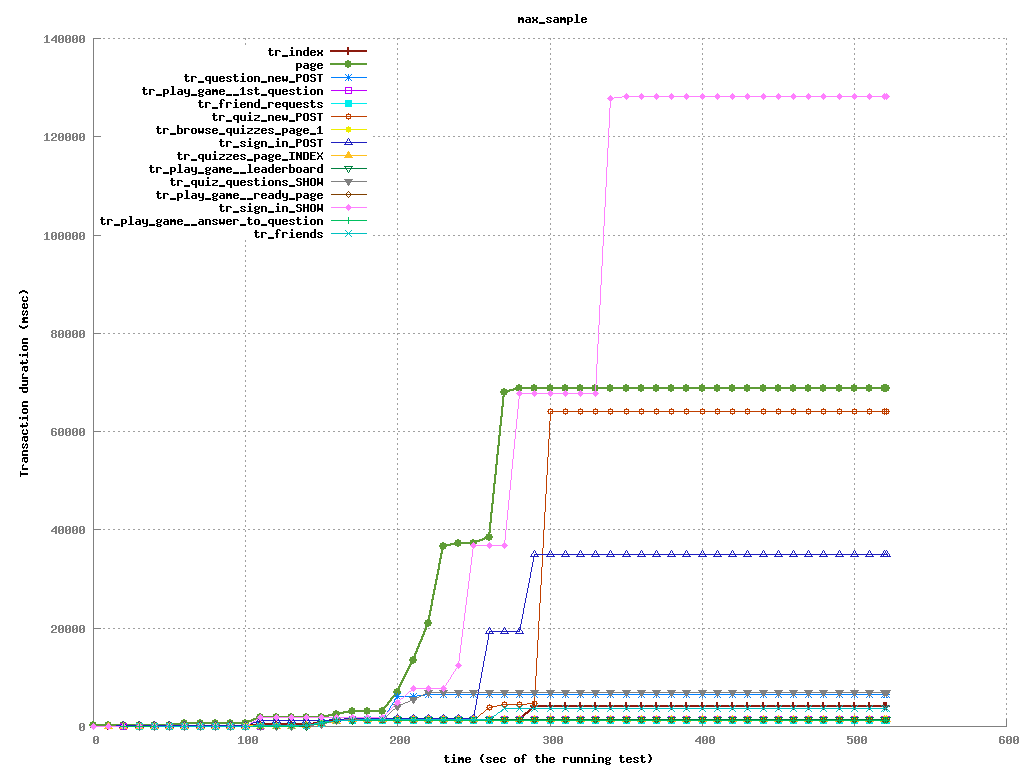 max_sample
140000
120000
100000
80000
60000
40000
20000
0
Transaction duration (msec)
tr_index
page
tr_question_new_POST
tr_play_game__1st_question
tr_friend_requests
tr_quiz_new_POST
tr_browse_quizzes_page_1
tr_sign_in_POST
tr_quizzes_page_INDEX
tr_play_game__leaderboard
tr_quiz_questions_SHOW
tr_play_game__ready_page
tr_sign_in_SHOW
tr_play_game__answer_to_question
tr_friends
0 100 200 300 400 500 600
time (sec of the running test)